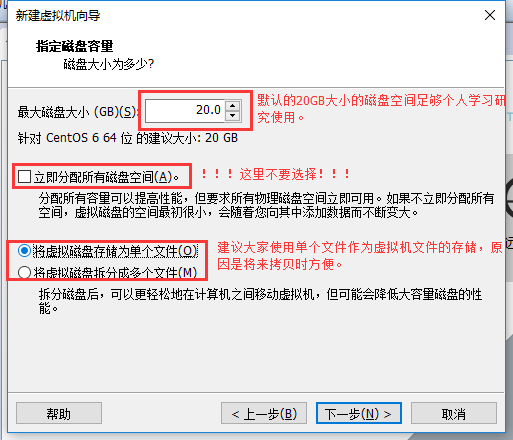 新建虚拟机向导
指定磁盘容量
磁盘大小为多少?
最大磁盘大小 (GB)(S):
20.0
默认的20GB大小的磁盘空间足够个人学习研
究使用。
针对 CentOS 6 64 位 的建议大小: 20 GB
立即分配所有磁盘空间(A)。
！！！这里不要选择！！！
分配所有容量可以提高性能，但要求所有物理磁盘空间立即可用。如果不立即分配所有
空间，虚拟磁盘的空间最初很小，会随着您向其中添加数据而不断变大。
将虚拟磁盘存储为单个文件(O)
建议大家使用单个文件作为虚拟机文件的存储，原
因是将来拷贝时方便。
将虚拟磁盘拆分成多个文件(M)
拆分磁盘后，可以更轻松地在计算机之间移动虚拟机，但可能会降低大容量磁盘的性
能。
帮助
< 上一步(B)
下一步(N) >
取消